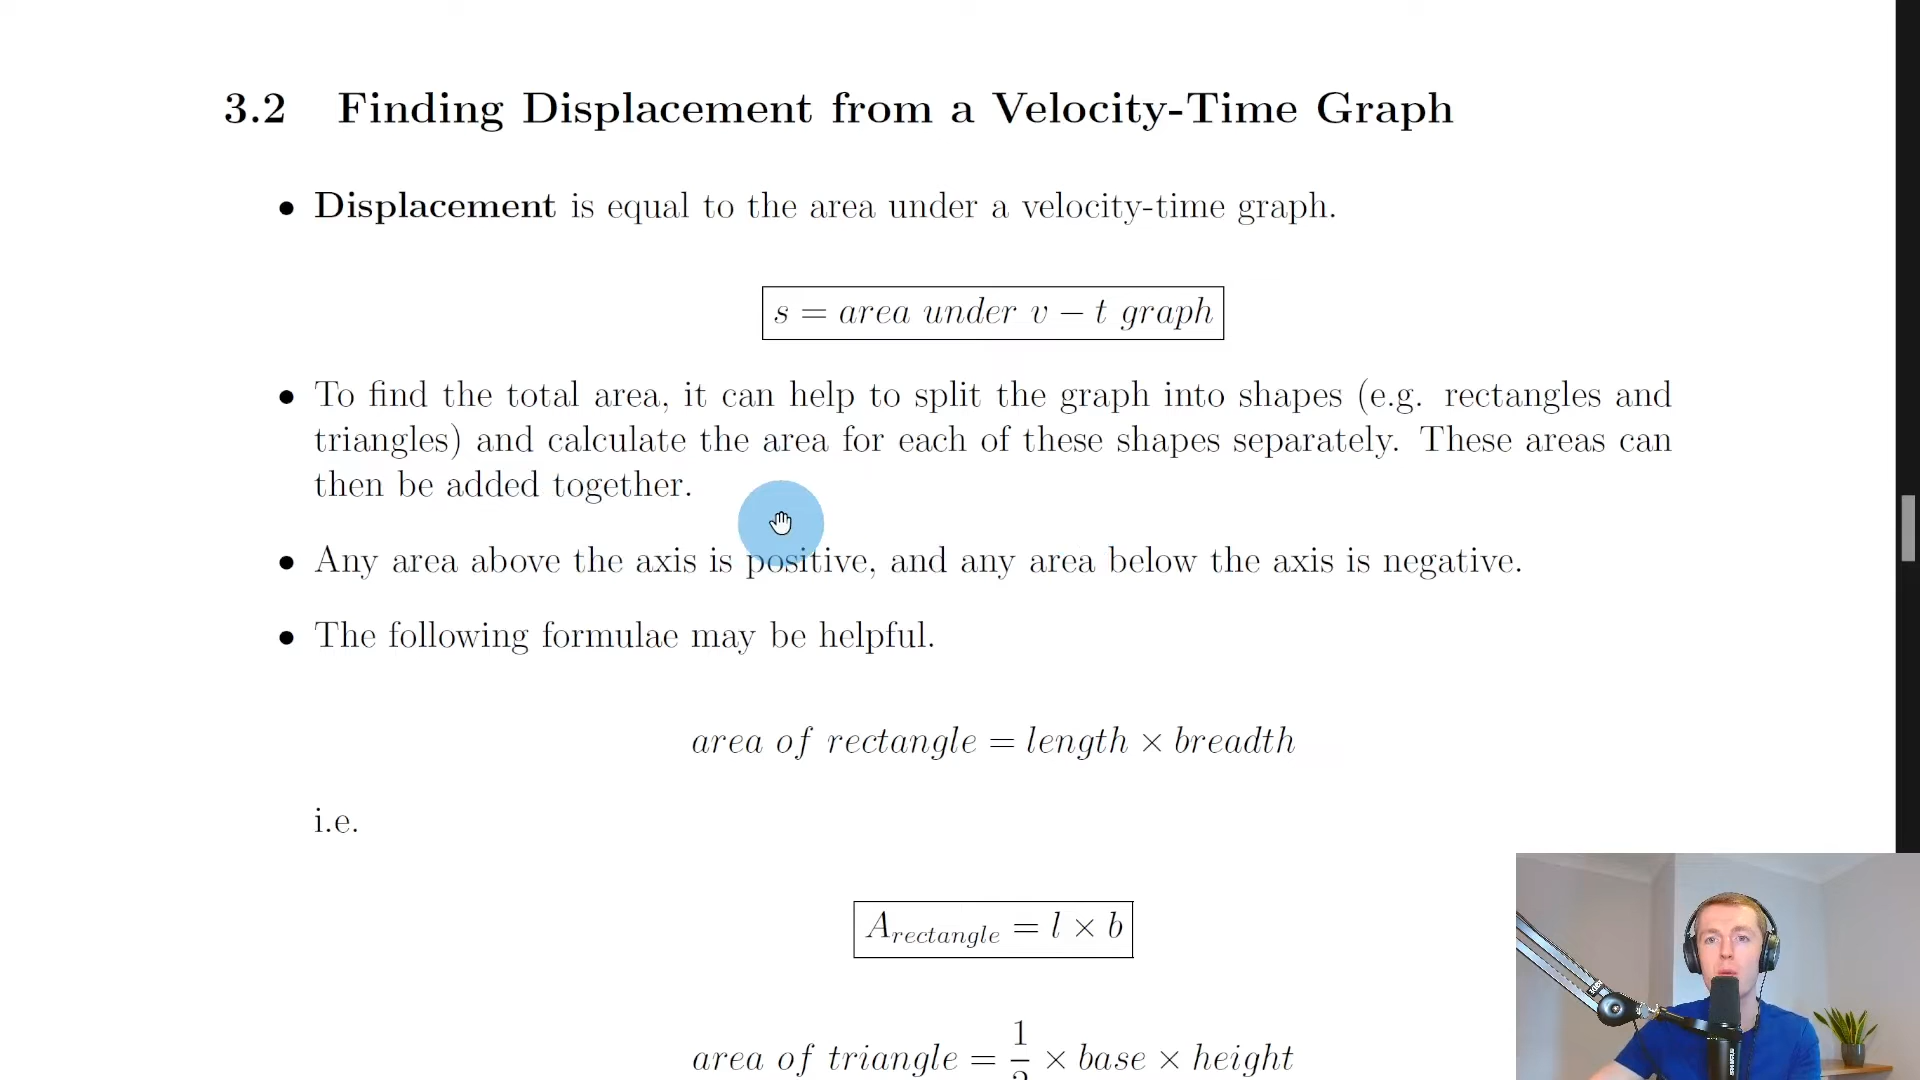 3.2 Finding Displacement from a Velocity-Time Graph
• Displacement is equal to the area under a velocity-time graph.
s = area under v − t graph
• To find the total area, it can help to split the graph into shapes (e.g. rectangles and
triangles) and calculate the area for each of these shapes separately. These areas can
then be added together.
• Any area above the axis is positive, and any area below the axis is negative.
• The following formulae may be helpful.
area of rectangle = length × breadth
i.e.
A_rectangle = l × b
area of triangle = 1/2 × base × height